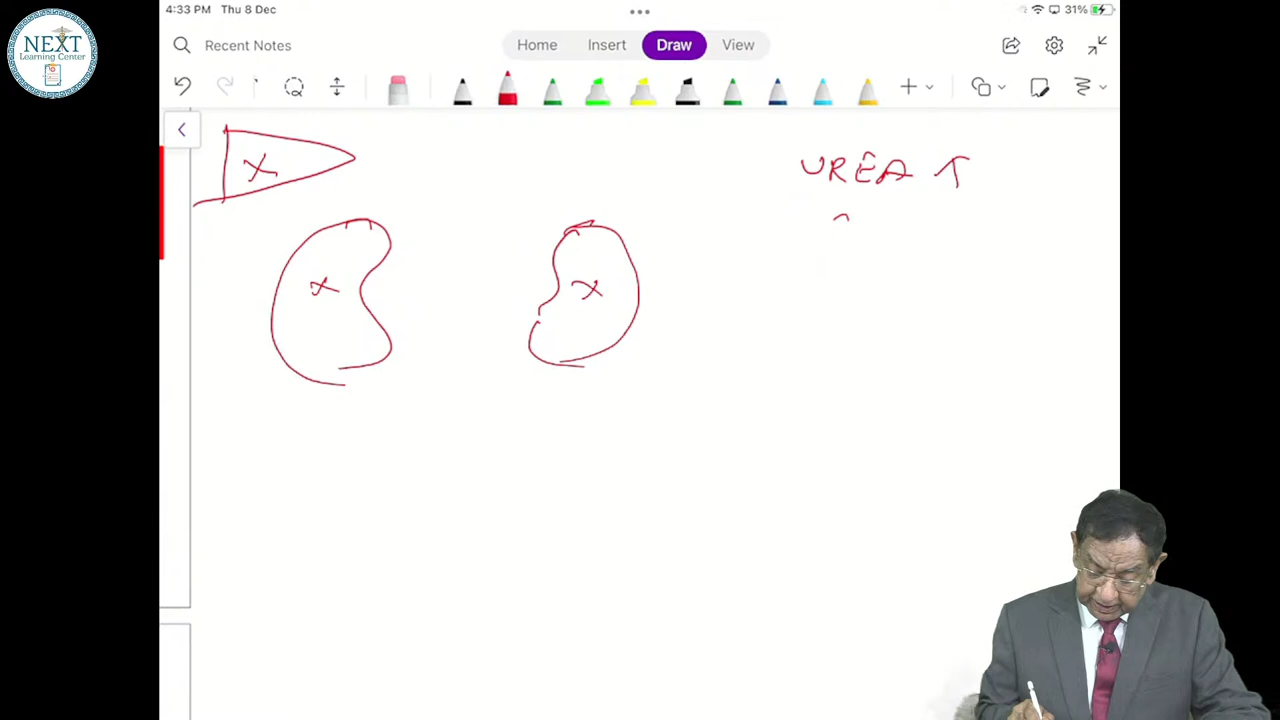 4:33 PM Thu 8 Dec
31%
NEXT
Learning Center
Recent Notes
Home Insert Draw View
X
UREA ↑
X X